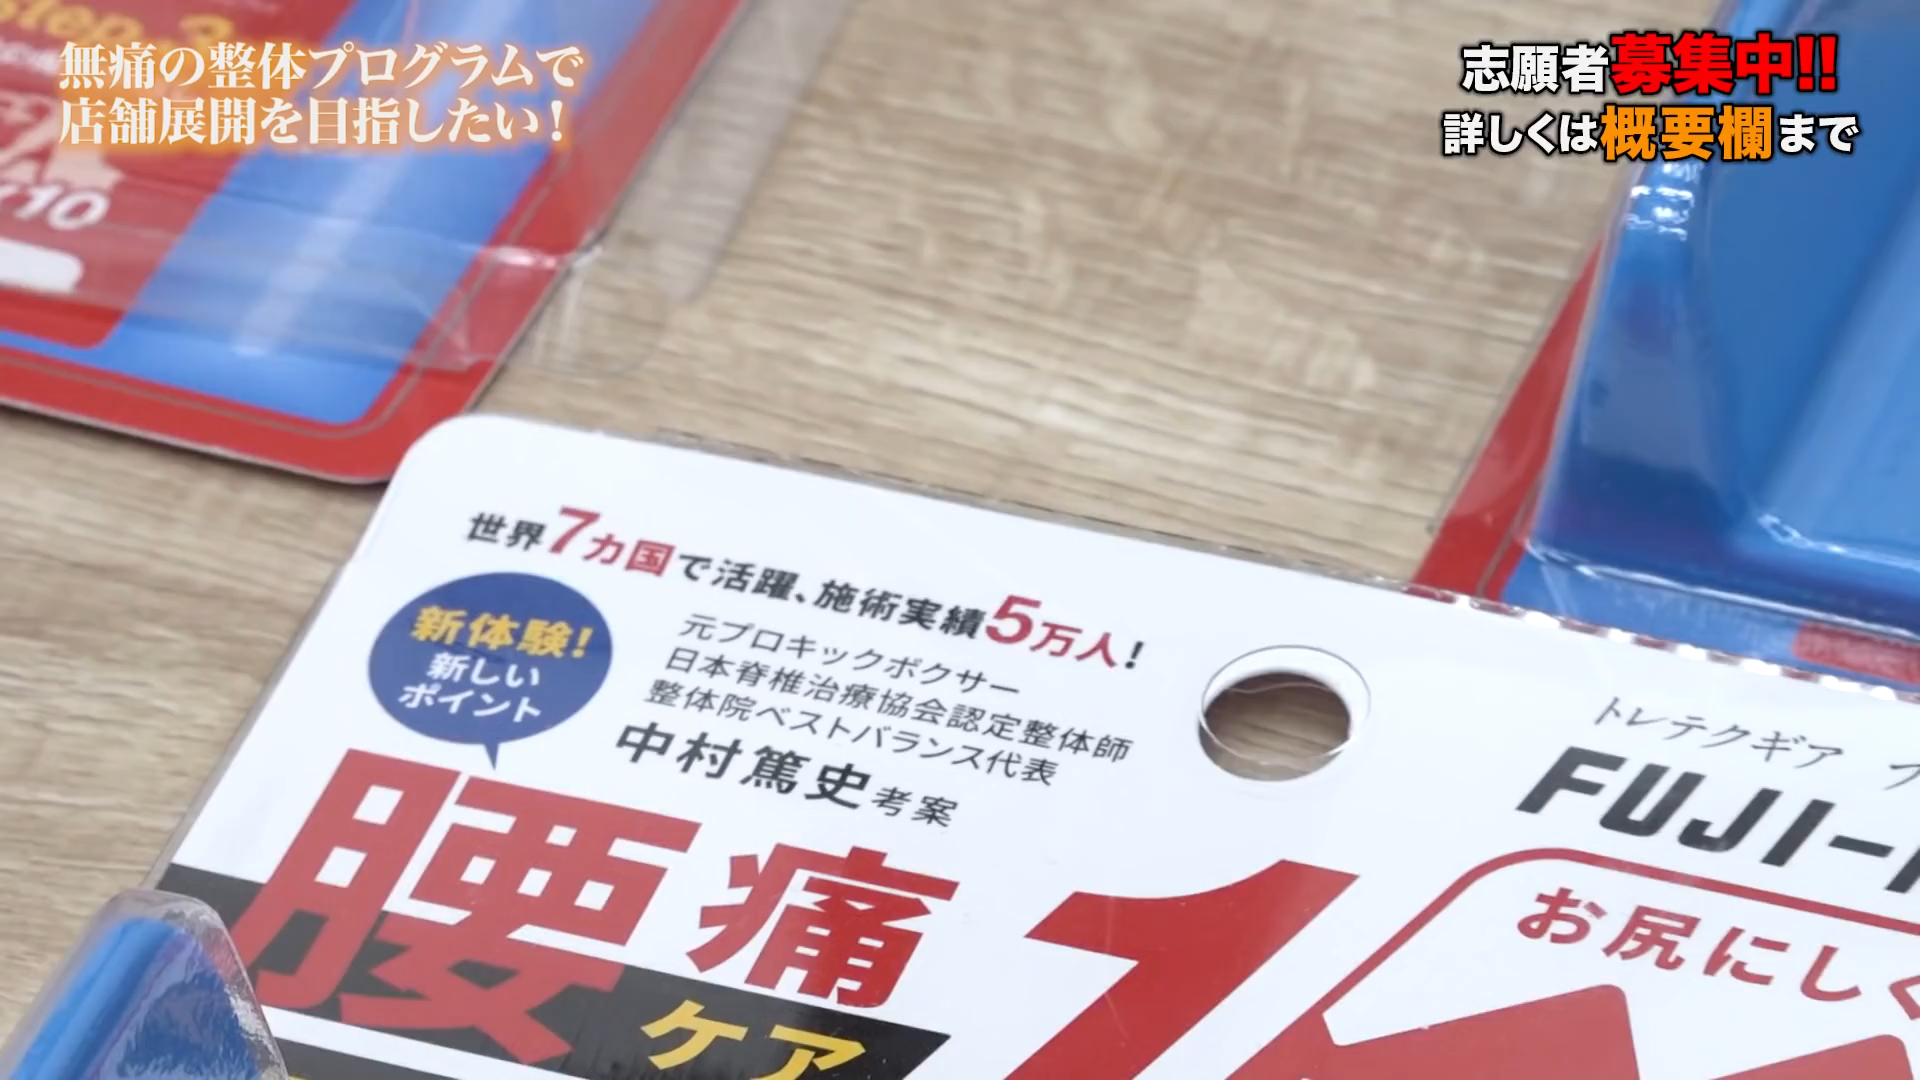 無痛の整体プログラムで
店舗展開を目指したい!
志願者募集中!!
詳しくは概要欄まで
step.3
x10
世界7カ国で活躍、施術実績5万人!
新体験!
新しい
ポイント
元プロキックボクサー
日本脊椎治療協会認定整体師
整体院ベストバランス代表
中村篤史考案
トレテクギア
FUJI-
腰痛
ケア
1
お尻にしく